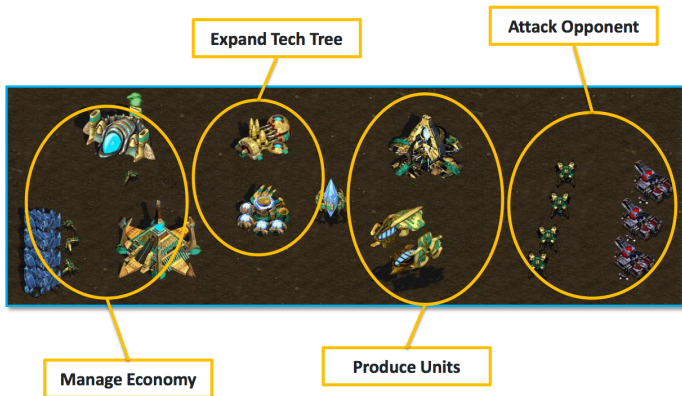 Expand Tech Tree
Attack Opponent
Manage Economy
Produce Units